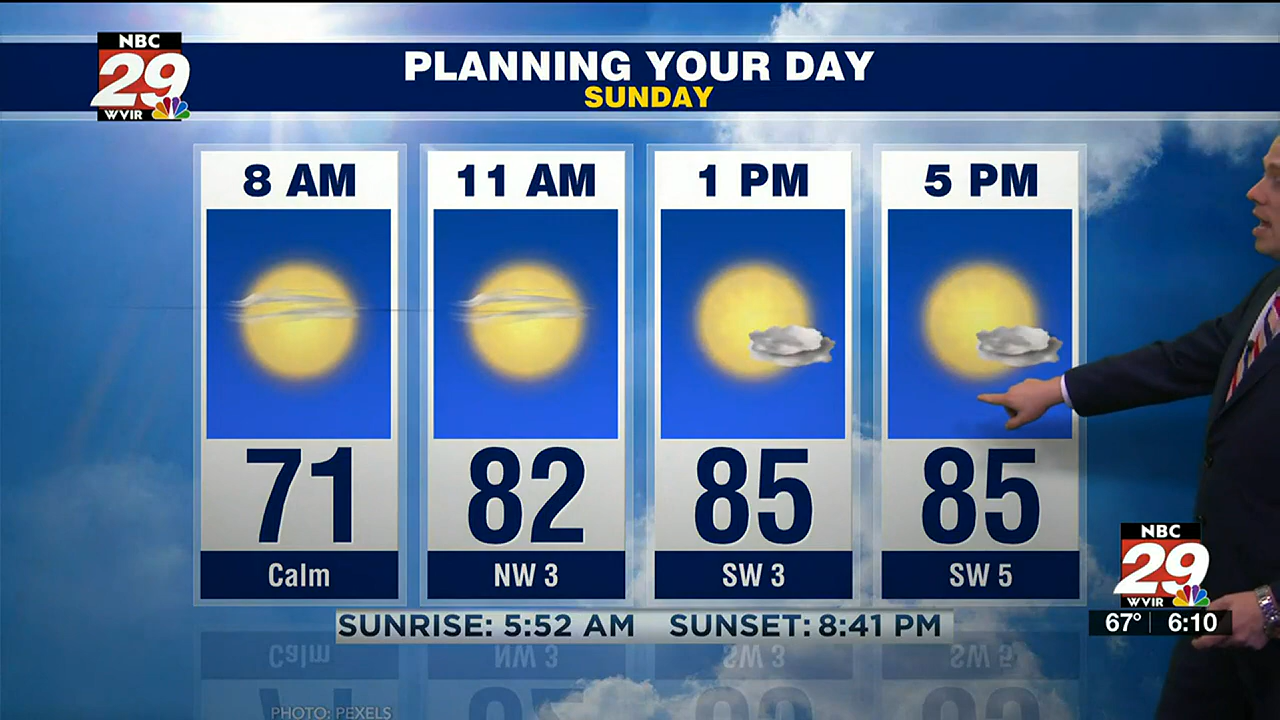 NBC
29
WVIR
PLANNING YOUR DAY
SUNDAY
8 AM
71
Calm
11 AM
82
NW 3
1 PM
85
SW 3
5 PM
85
SW 5
SUNRISE: 5:52 AM SUNSET: 8:41 PM
NBC
29
WVIR
67° 6:10
PHOTO: PEXELS